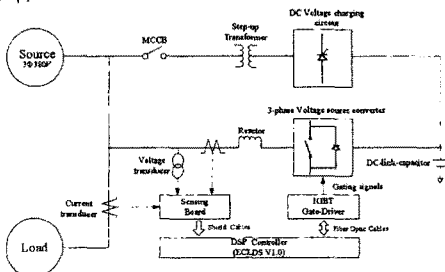 Source
3Φ380V
MCCB
Step-up
Transformer
DC Voltage charging
circuit
3-phase Voltage source converter
Reactor
Voltage
transducer
DC-link-capacitor
Gating signals
Current
transducer
Sensing
Board
IGBT
Gate-Driver
Shield Cables
Fiber Optic Cables
Load
DSP Controller
(ECLDS V1.0)